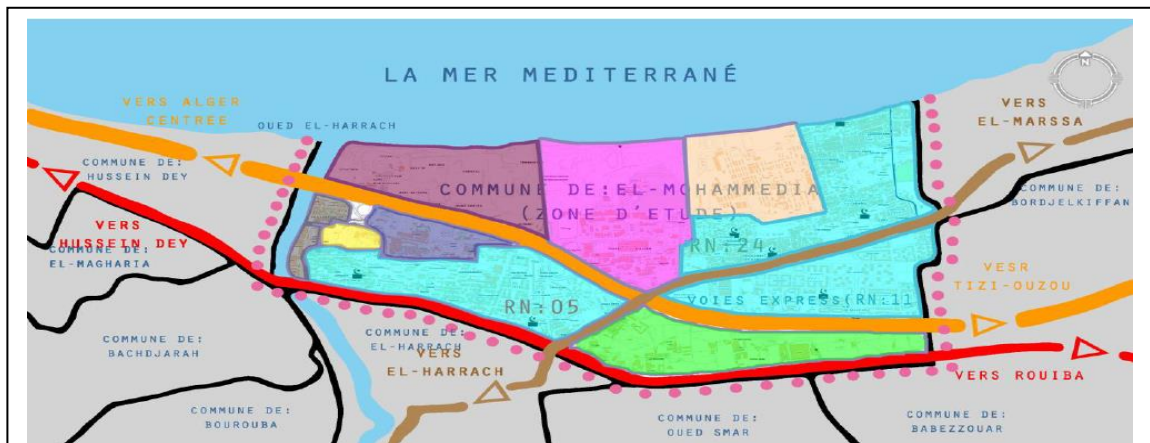 LA MER MEDITERRANÉ
VERS ALGER
CENTRÉE
OUED EL-HARRACH
VERS
EL-MARSSA
N
COMMUNE DE:
HUSSEIN DEY
COMMUNE DE:EL-MOHAMMEDIA
(ZONE D'ETUDE)
COMMUNE DE:
BORDJELKIFFAN
VERS
HUSSEIN DEY
COMMUNE DE:
EL-MAGHARIA
RN:24
VESR
TIZI-OUZOU
RN:05
VOIES EXPRESS(RN:11
COMMUNE DE:
BACHDJARAH
COMMUNE DE:
EL-HARRACH
VERS
EL-HARRACH
VERS ROUIBA
COMMUNE DE:
BOUROUBA
COMMUNE DE:
OUED SMAR
COMMUNE DE:
BABEZZOUAR